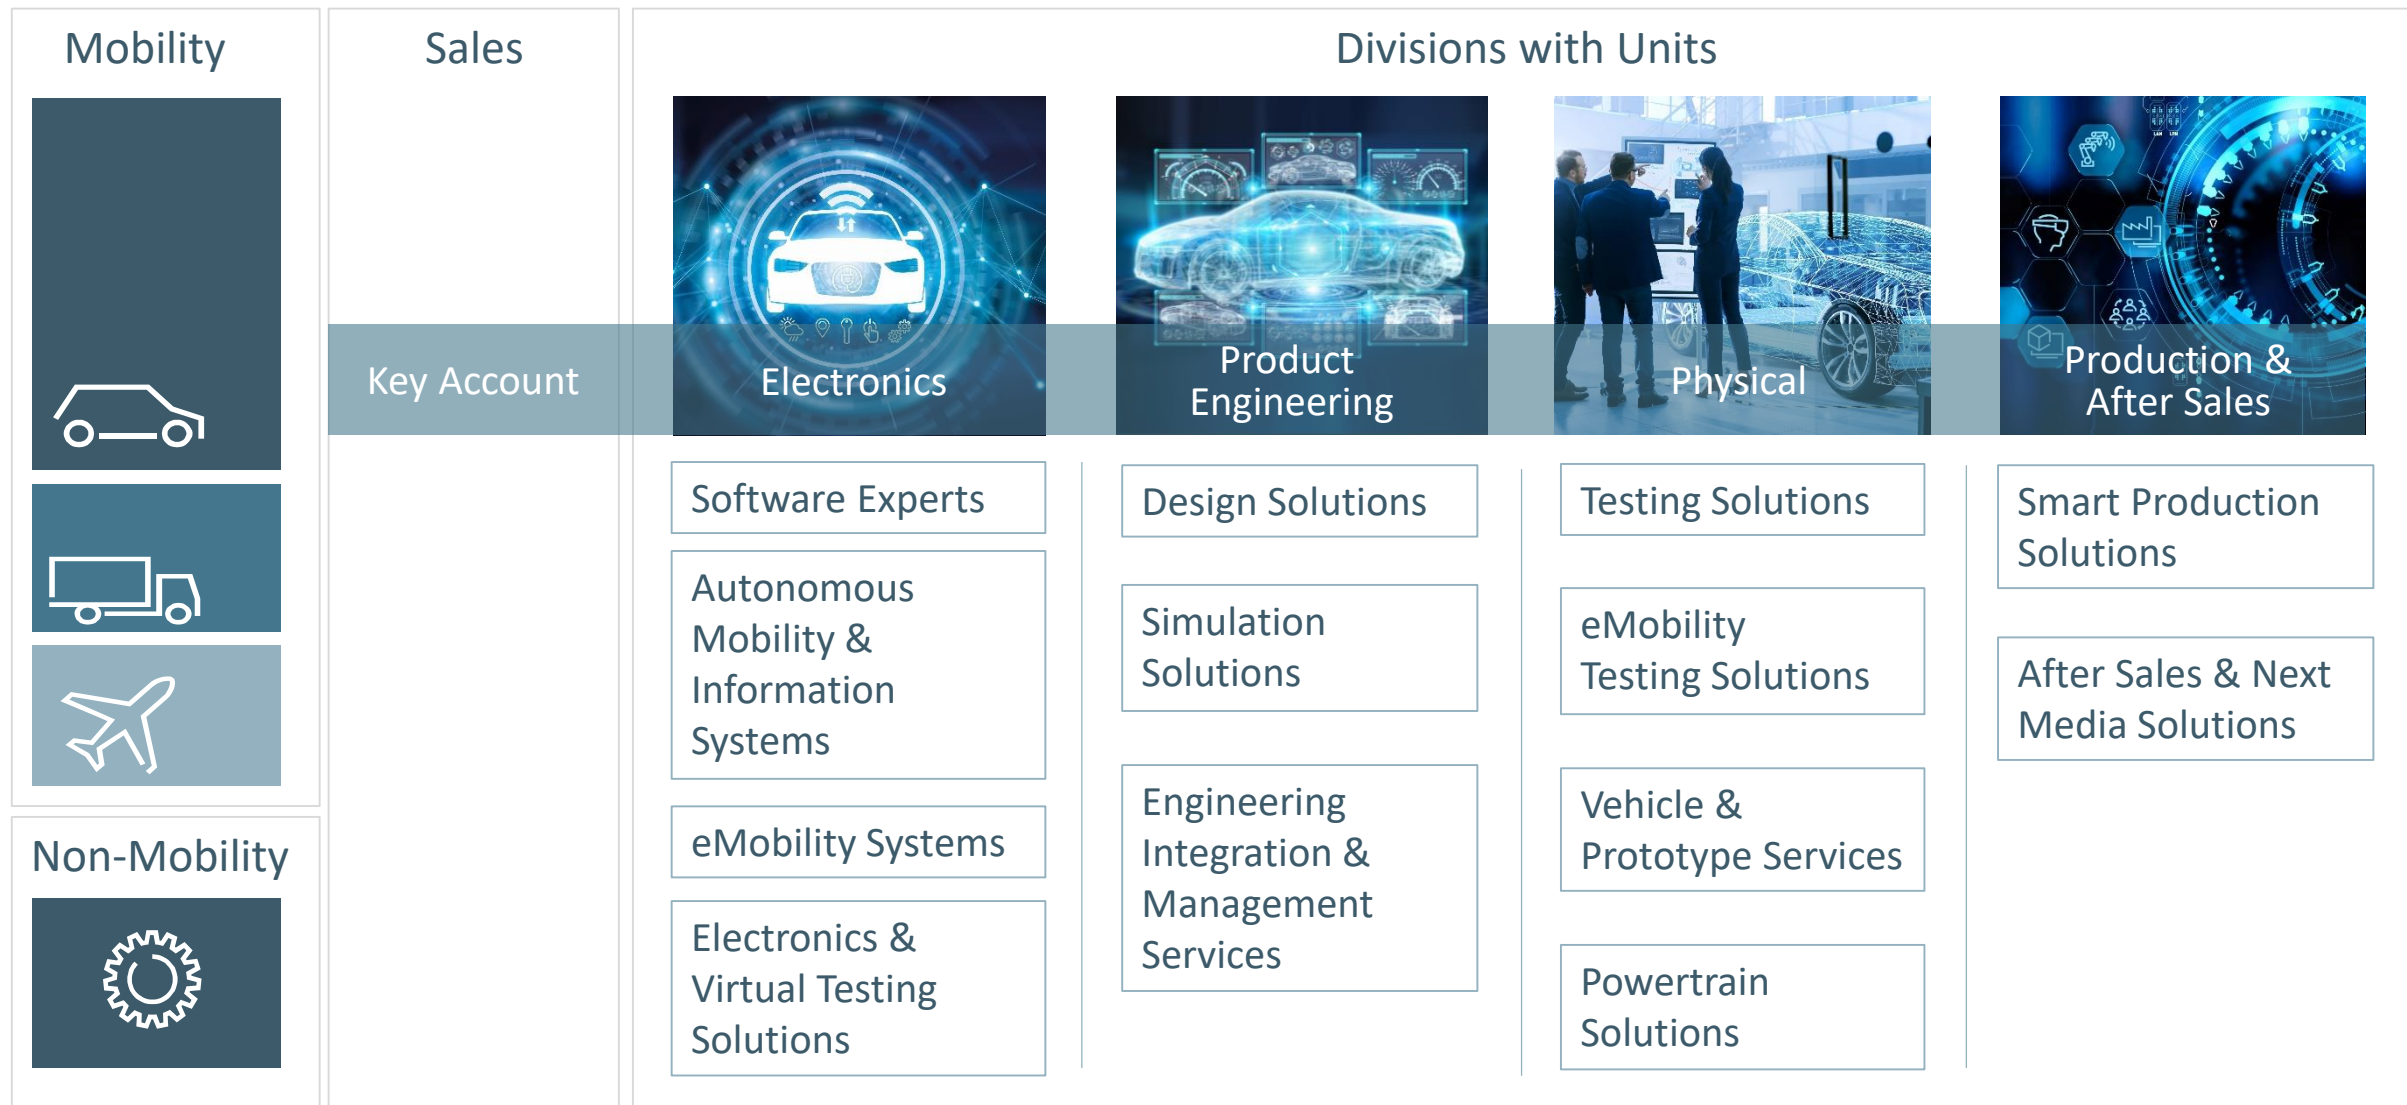 Mobility
Sales
Divisions with Units
Key Account
Electronics
Product
Engineering
Physical
Production &
After Sales
Software Experts
Autonomous
Mobility &
Information
Systems
eMobility Systems
Electronics &
Virtual Testing
Solutions
Design Solutions
Simulation
Solutions
Engineering
Integration &
Management
Services
Testing Solutions
eMobility
Testing Solutions
Vehicle &
Prototype Services
Powertrain
Solutions
Smart Production
Solutions
After Sales & Next
Media Solutions
Non-Mobility